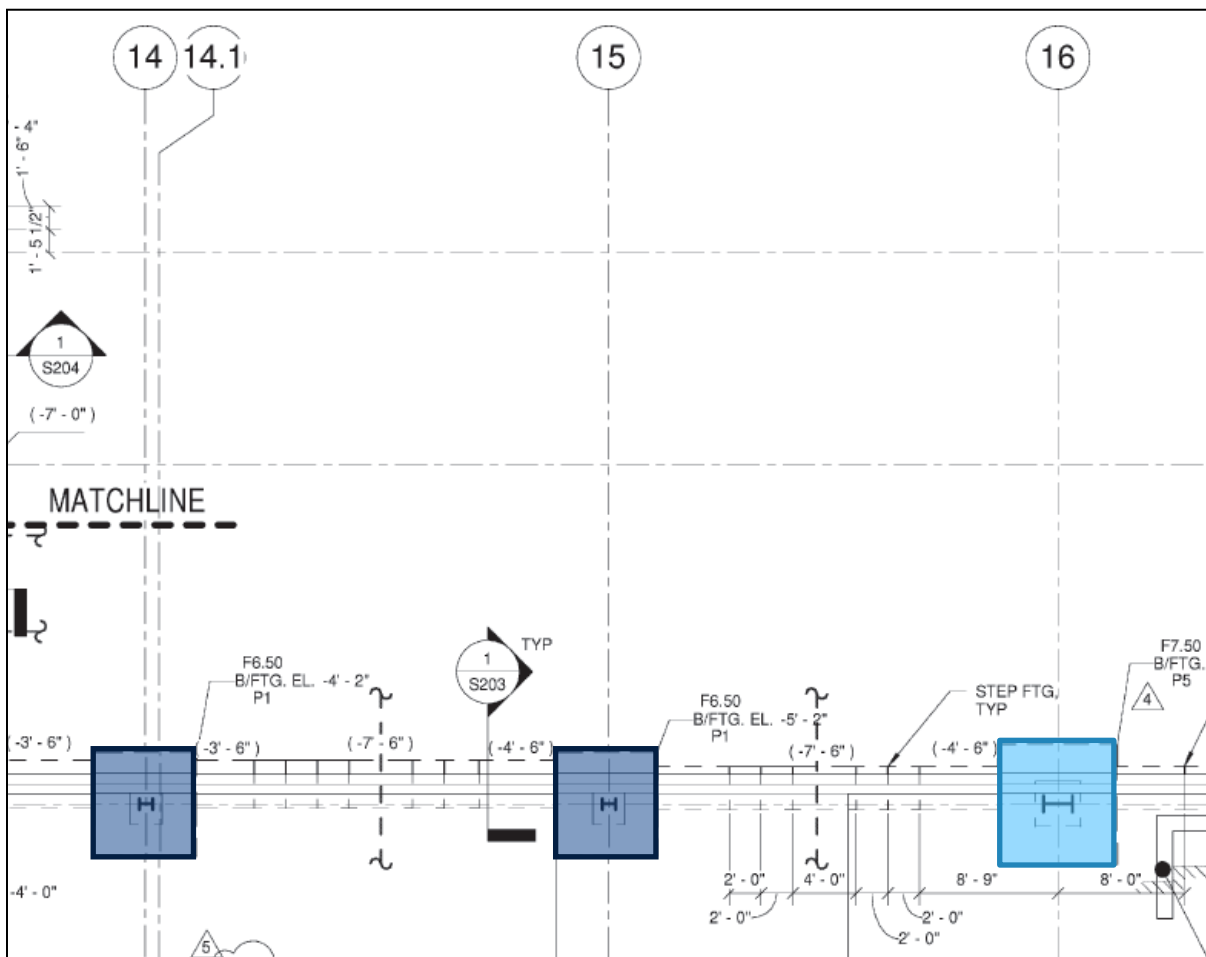 14
14.1
15
16
- 4"
1' - 6"
1' - 5 1/2"
1
S204
( -7' - 0" )
MATCHLINE
F6.50
B/FTG. EL. -4' - 2"
P1
1
S203
TYP
F6.50
B/FTG. EL. -5' - 2"
P1
STEP FTG,
TYP
F7.50
B/FTG.
P5
4
( -3' - 6")
(-3' - 6" )
( -7' - 6" )
( -4' - 6" )
( -7' - 6" )
( -4' - 6" )
2' - 0"
4' - 0"
8' - 9"
8' - 0"
2' - 0"
2' - 0"
2' - 0"
-4' - 0"
5